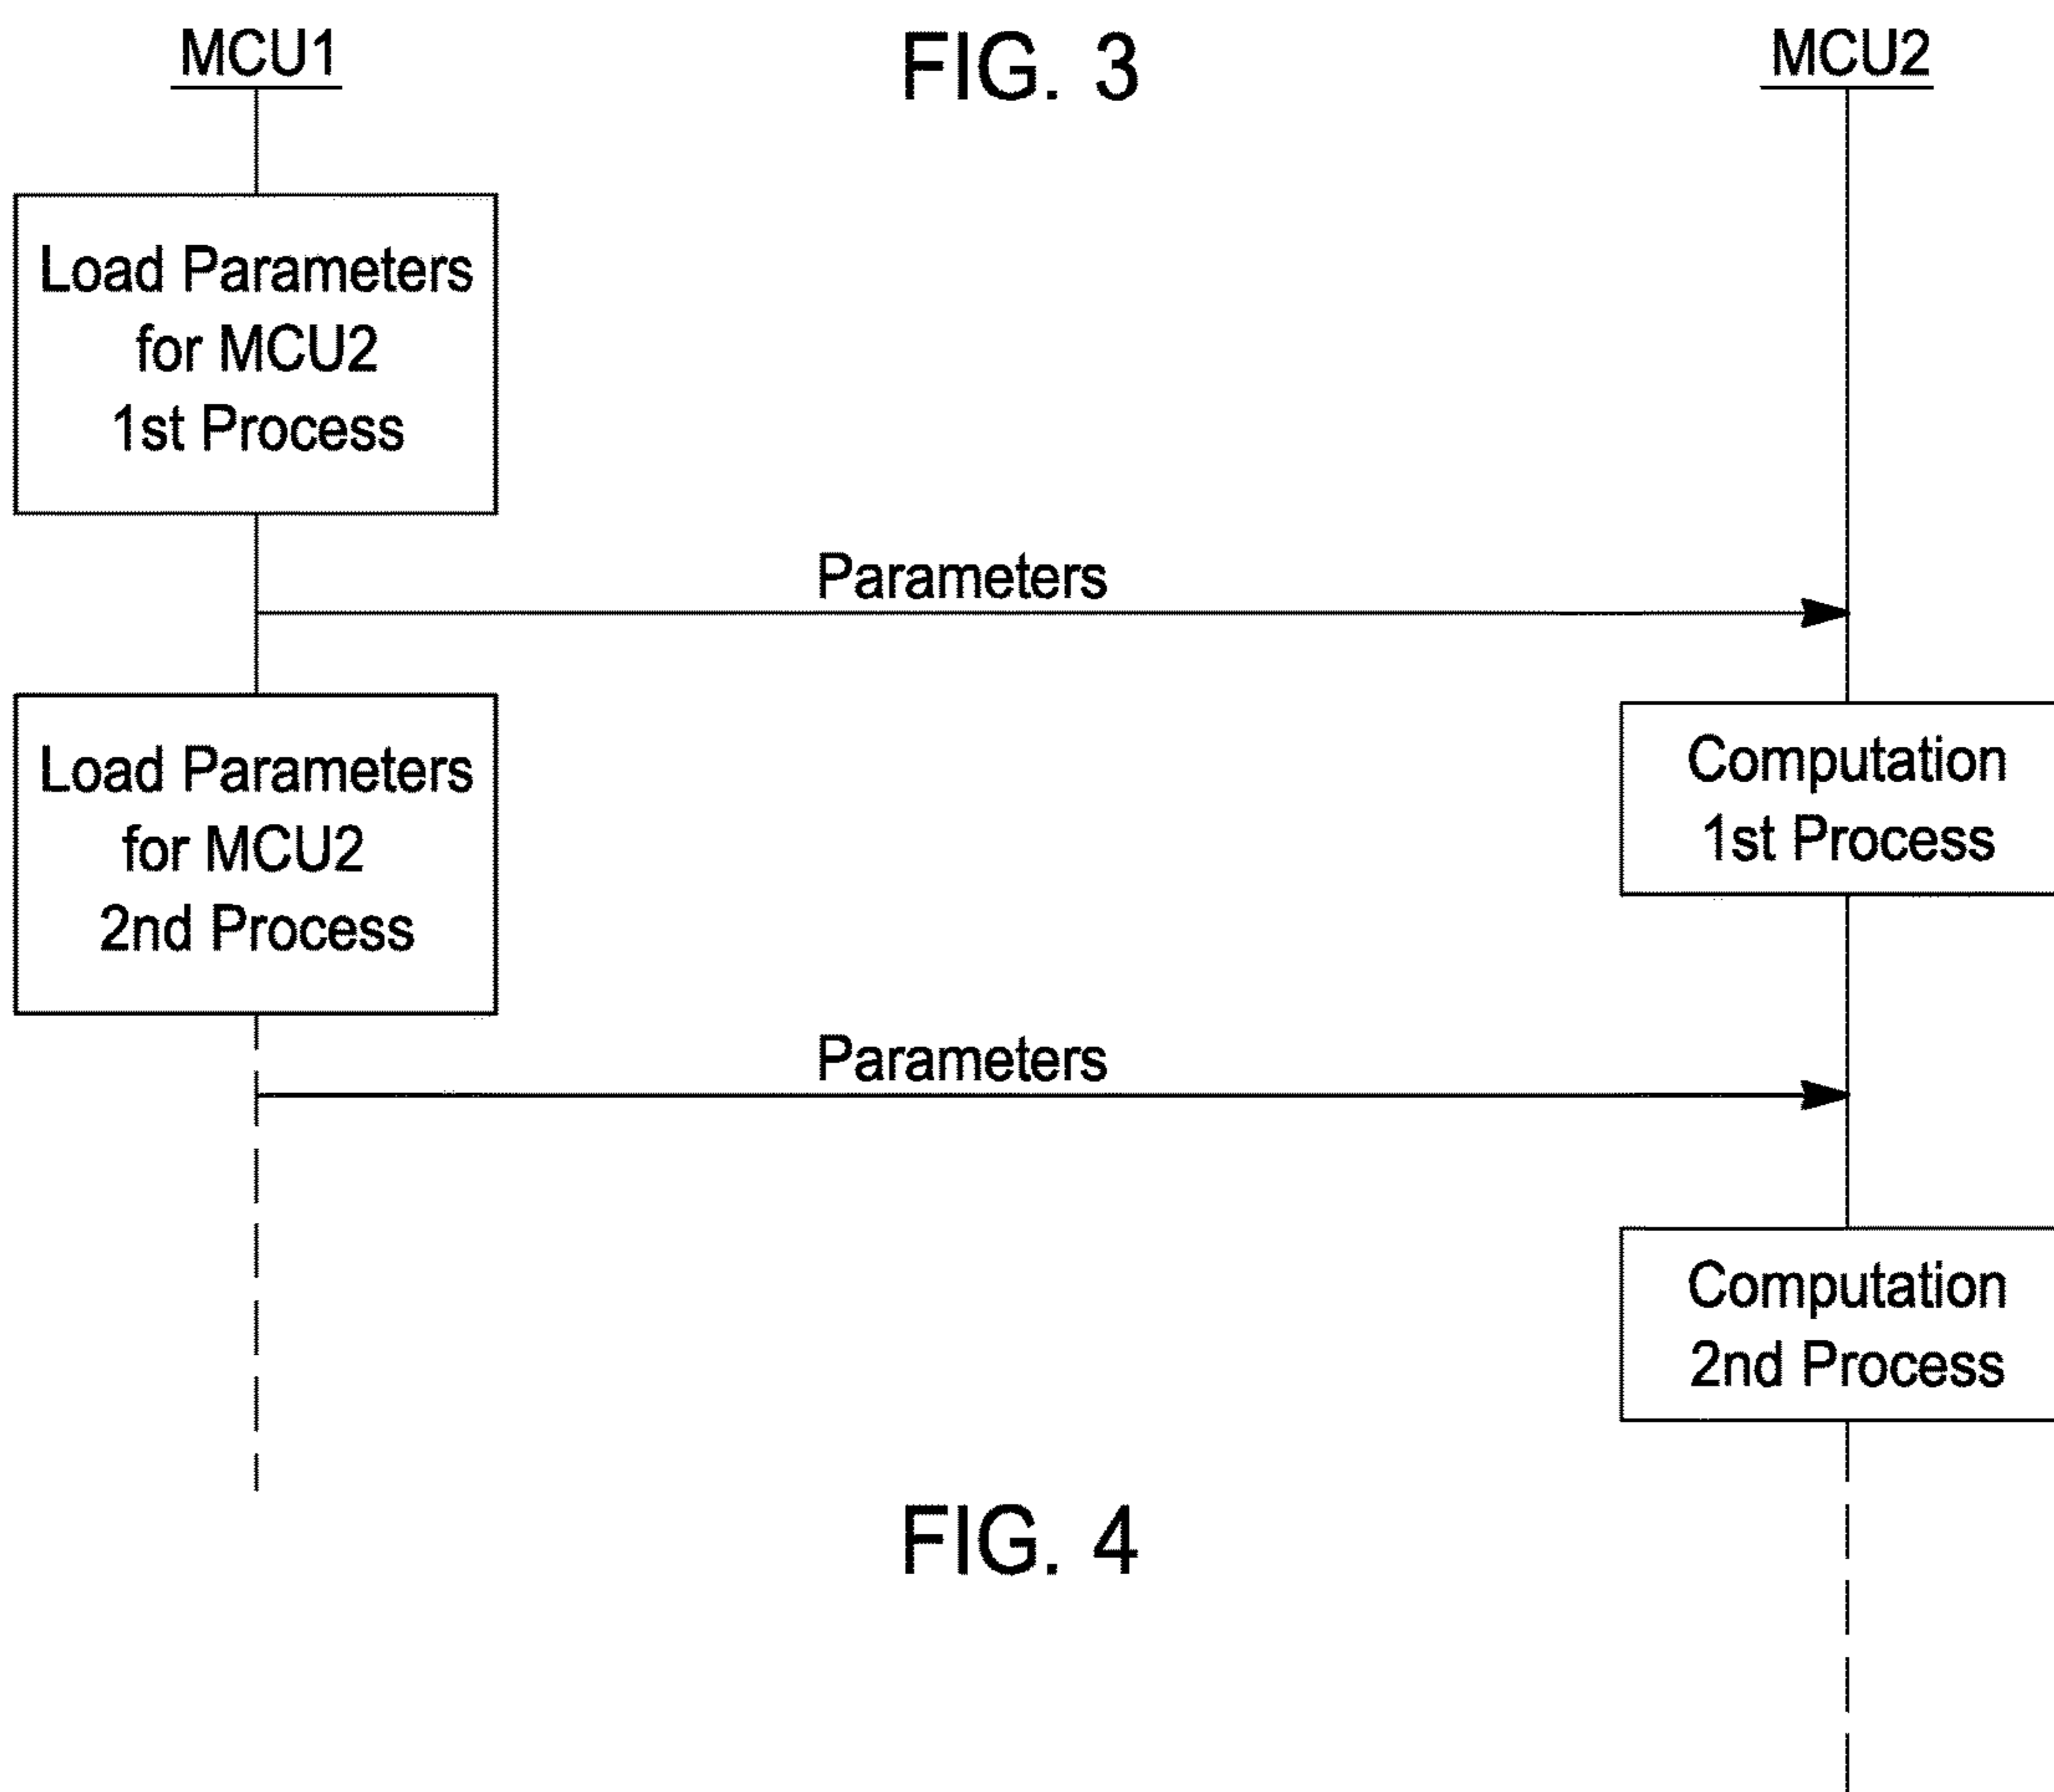 MCU1
FIG. 3
MCU2
Load Parameters
for MCU2
1st Process
Parameters
Load Parameters
for MCU2
2nd Process
Computation
1st Process
Parameters
Computation
2nd Process
FIG. 4